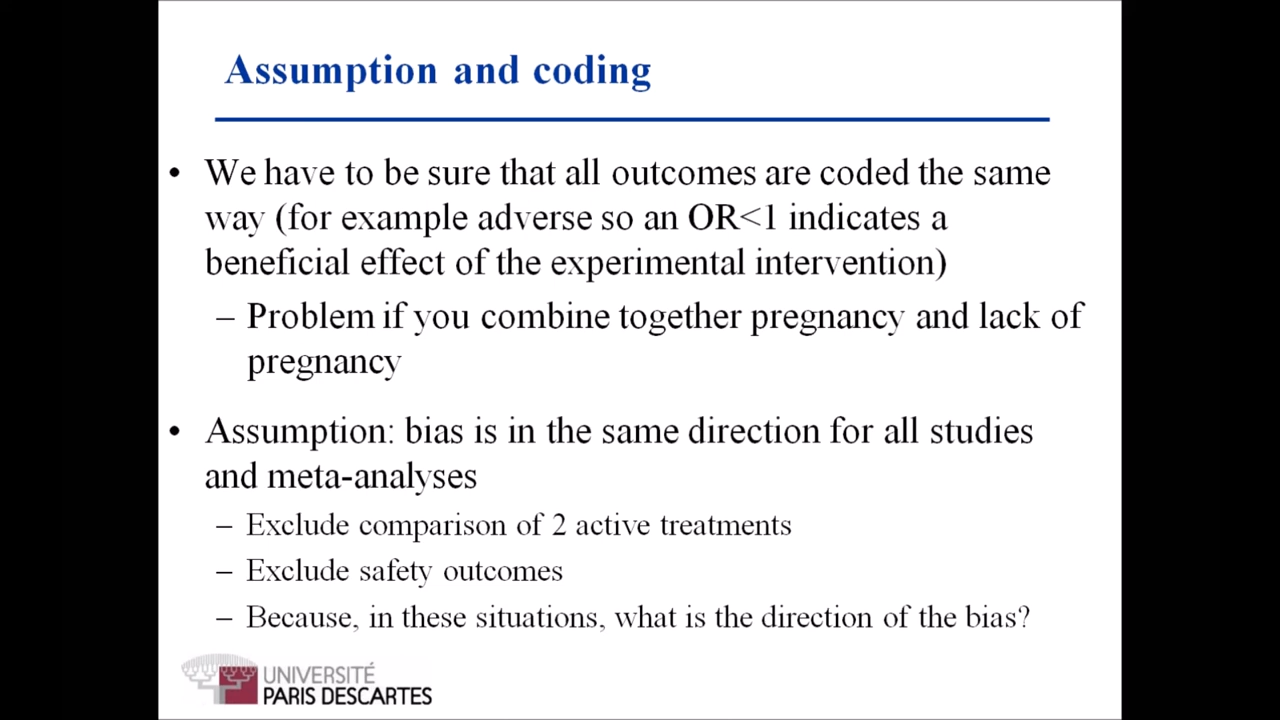 Assumption and coding
• We have to be sure that all outcomes are coded the same
way (for example adverse so an OR<1 indicates a
beneficial effect of the experimental intervention)
– Problem if you combine together pregnancy and lack of
pregnancy
• Assumption: bias is in the same direction for all studies
and meta-analyses
– Exclude comparison of 2 active treatments
– Exclude safety outcomes
– Because, in these situations, what is the direction of the bias?
UNIVERSITÉ
PARIS DESCARTES